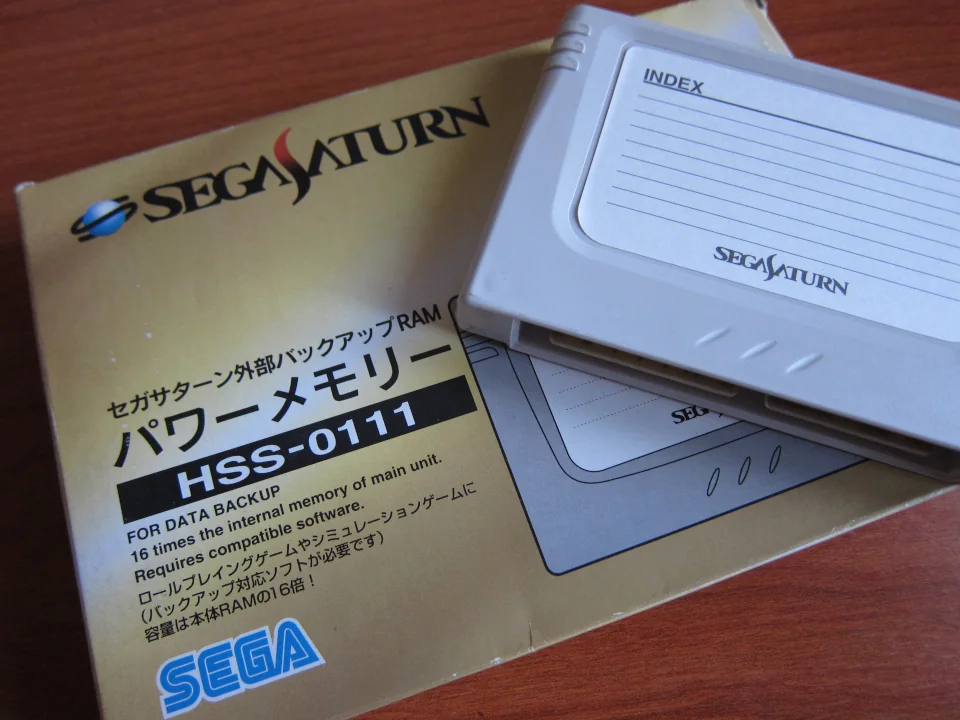 SEGA SATURN
セガサターン外部バックアップRAM
パワーメモリー
HSS-0111
FOR DATA BACKUP
16 times the internal memory of main unit.
Requires compatible software.
ロールプレイングゲームやシミュレーションゲームに
(バックアップ対応ソフトが必要です)
容量は本体RAMの16倍!
SEGA
INDEX
SEGA SATURN